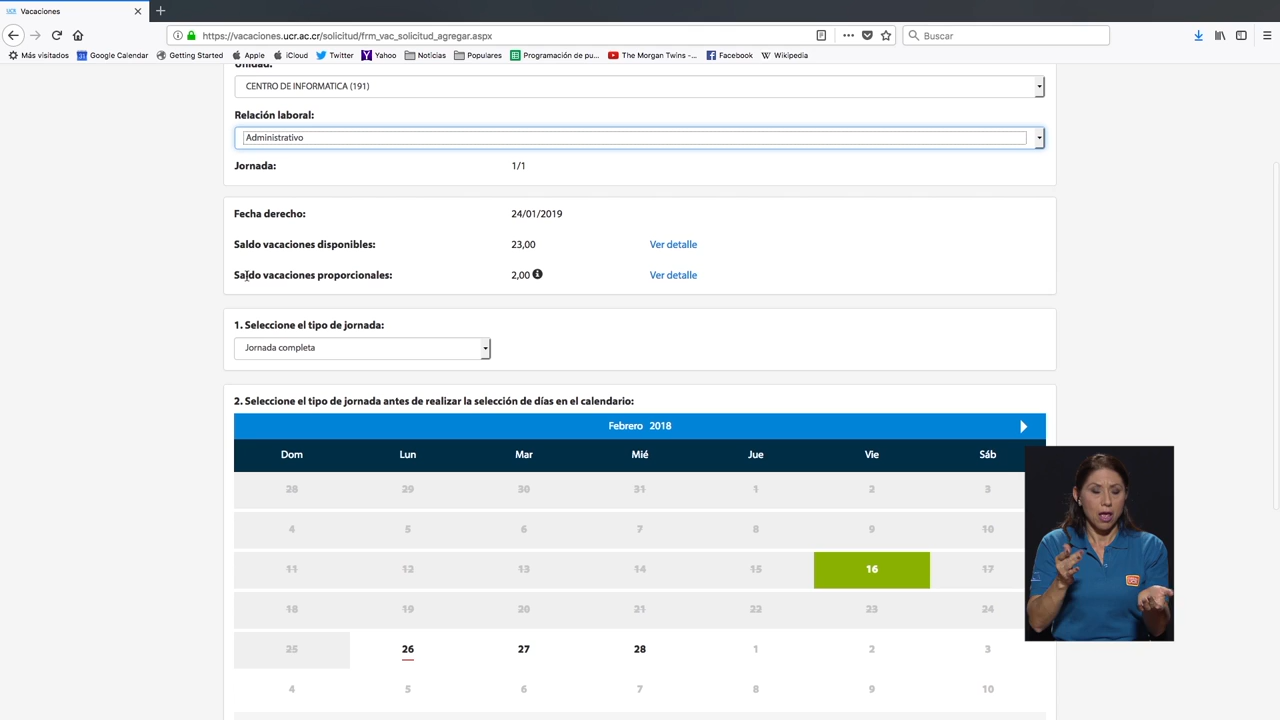 Vacaciones
https://vacaciones.ucr.ac.cr/solicitud/frm_vac_solicitud_agregar.aspx
Buscar
Más visitados Google Calendar Getting Started Apple iCloud Twitter Yahoo Noticias Populares Programación de pu... The Morgan Twins -... Facebook Wikipedia
Unidad:
CENTRO DE INFORMATICA (191)
Relación laboral:
Administrativo
Jornada: 1/1
Fecha derecho: 24/01/2019
Saldo vacaciones disponibles: 23,00 Ver detalle
Saldo vacaciones proporcionales: 2,00 Ver detalle
1. Seleccione el tipo de jornada:
Jornada completa
2. Seleccione el tipo de jornada antes de realizar la selección de días en el calendario:
Febrero 2018
Dom Lun Mar Mié Jue Vie Sáb
28 29 30 31 1 2 3
4 5 6 7 8 9 10
11 12 13 14 15 16 17
18 19 20 21 22 23 24
25 26 27 28 1 2 3
4 5 6 7 8 9 10